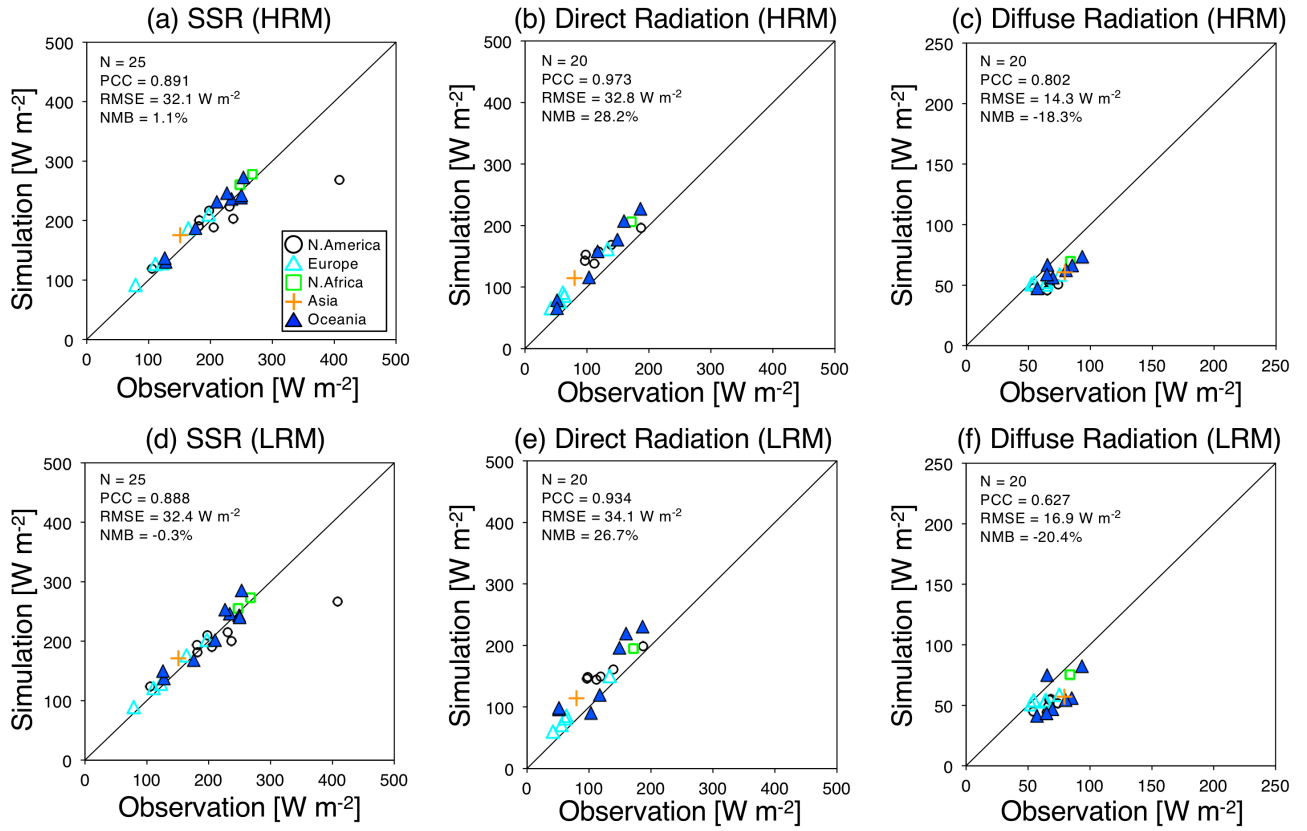 (a) SSR (HRM)
N = 25
PCC = 0.891
RMSE = 32.1 W m-2
NMB = 1.1%
500
400
300
200
100
0
Simulation [W m-2]
N.America
Europe
N.Africa
Asia
Oceania
0 100 200 300 400 500
Observation [W m-2]
(b) Direct Radiation (HRM)
N = 20
PCC = 0.973
RMSE = 32.8 W m-2
NMB = 28.2%
500
400
300
200
100
0
Simulation [W m-2]
0 100 200 300 400 500
Observation [W m-2]
(c) Diffuse Radiation (HRM)
N = 20
PCC = 0.802
RMSE = 14.3 W m-2
NMB = -18.3%
250
200
150
100
50
0
Simulation [W m-2]
0 50 100 150 200 250
Observation [W m-2]
(d) SSR (LRM)
N = 25
PCC = 0.888
RMSE = 32.4 W m-2
NMB = -0.3%
500
400
300
200
100
0
Simulation [W m-2]
0 100 200 300 400 500
Observation [W m-2]
(e) Direct Radiation (LRM)
N = 20
PCC = 0.934
RMSE = 34.1 W m-2
NMB = 26.7%
500
400
300
200
100
0
Simulation [W m-2]
0 100 200 300 400 500
Observation [W m-2]
(f) Diffuse Radiation (LRM)
N = 20
PCC = 0.627
RMSE = 16.9 W m-2
NMB = -20.4%
250
200
150
100
50
0
Simulation [W m-2]
0 50 100 150 200 250
Observation [W m-2]